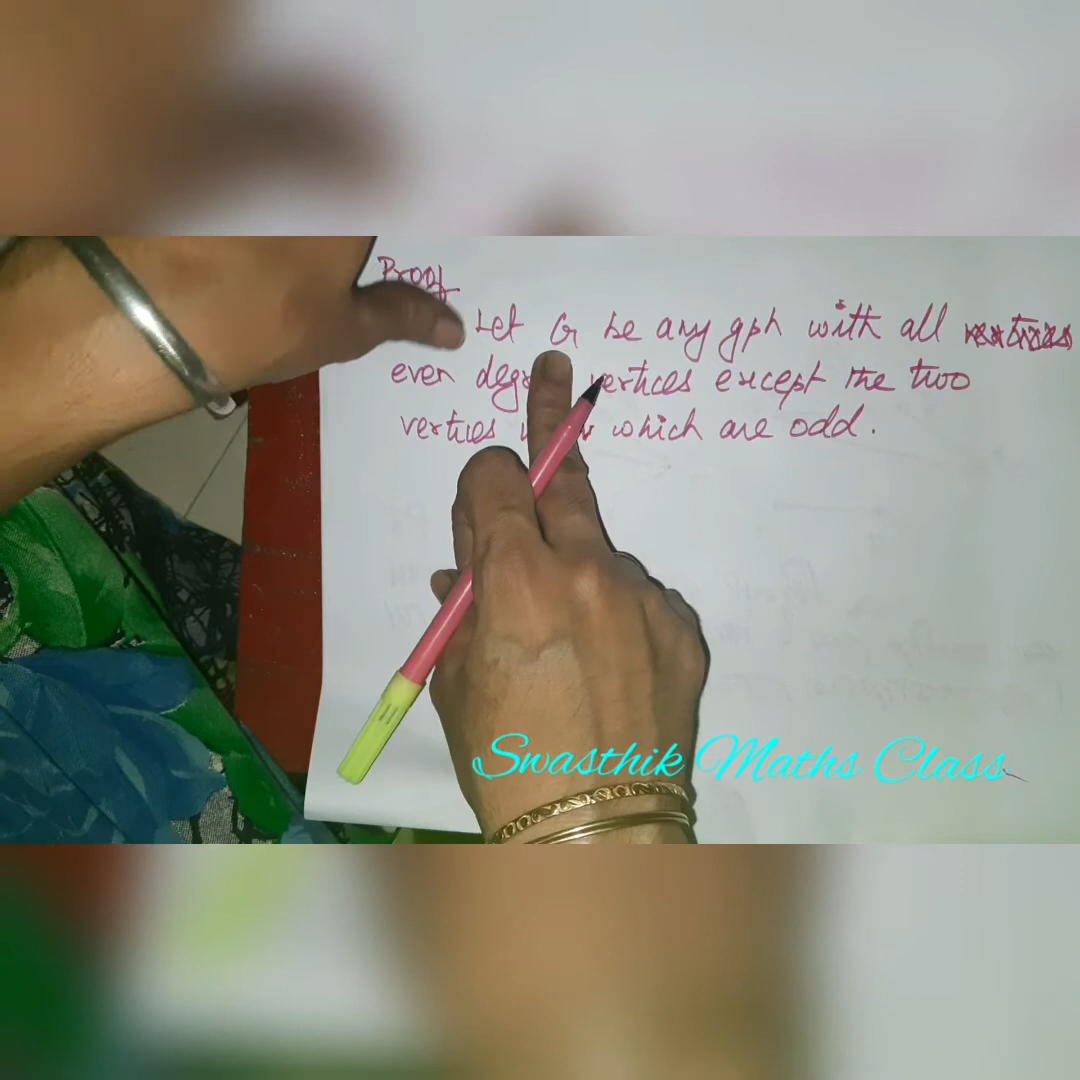 Proof
Let G be any gph with all
even vertices except the two
vertices which are odd.
Swasthik Maths Class